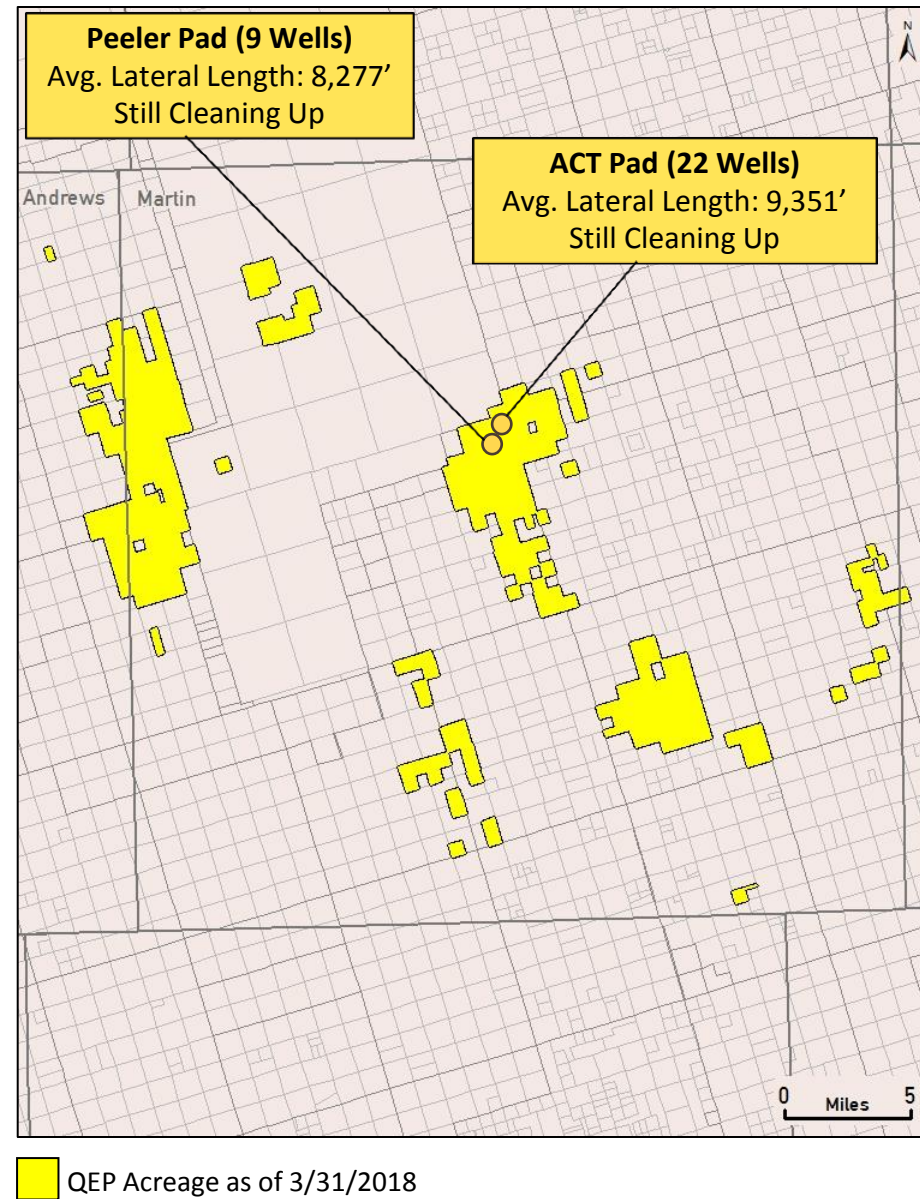 Peeler Pad (9 Wells)
Avg. Lateral Length: 8,277’
Still Cleaning Up
N
ACT Pad (22 Wells)
Avg. Lateral Length: 9,351’
Still Cleaning Up
Andrews
Martin
0 Miles 5
QEP Acreage as of 3/31/2018